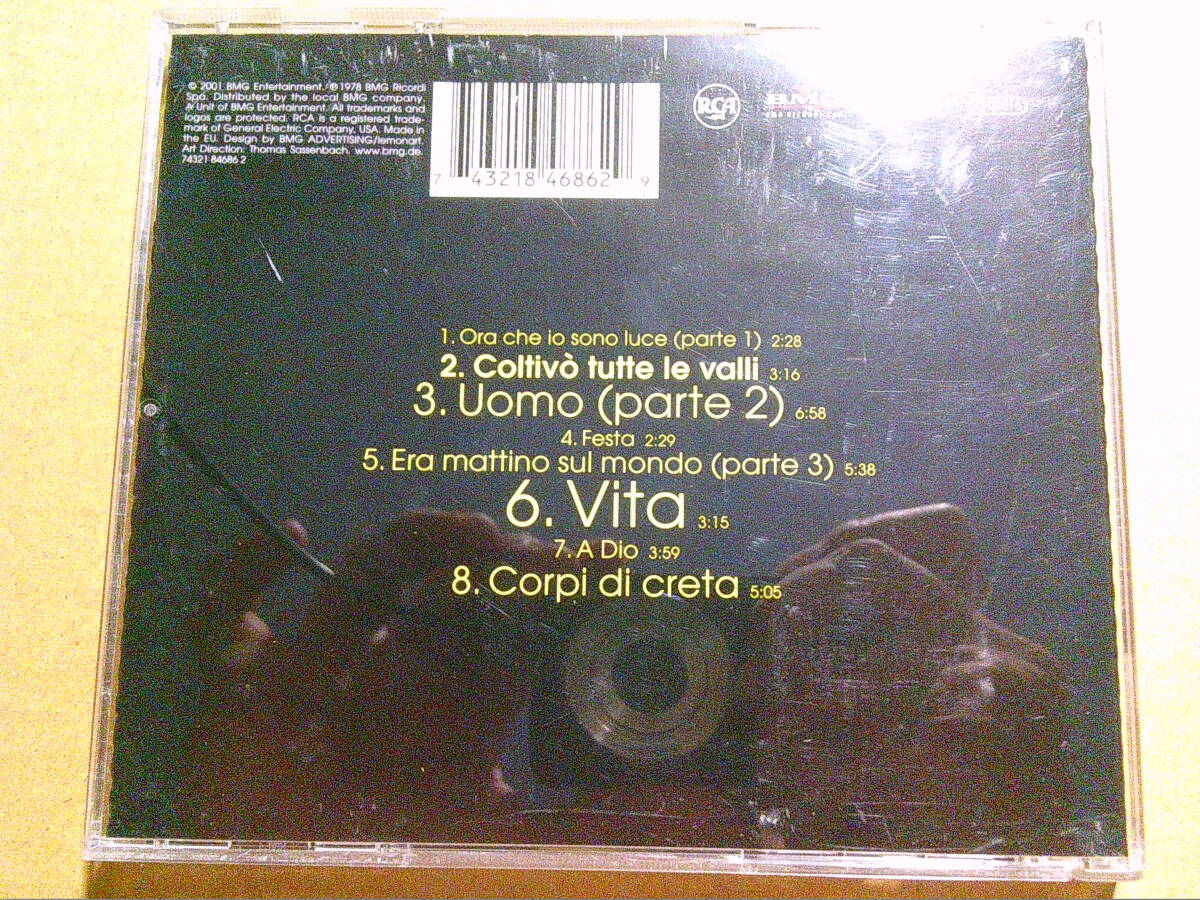 © 2001 BMG Entertainment. ℗ 1978 BMG Ricordi
Spa. Distributed by the local BMG company.
A Unit of BMG Entertainment. All trademarks and
logos are protected. RCA is a registered trade-
mark of General Electric Company, USA. Made in
the EU. Design by BMG ADVERTISING/lemonart.
Art Direction: Thomas Sassenbach. www.bmg.de.
74321 84686 2
7 43218 46862 9
RCA
BMG
1. Ora che io sono luce (parte 1) 2:28
2. Coltivò tutte le valli 3:16
3. Uomo (parte 2) 6:58
4. Festa 2:29
5. Era mattino sul mondo (parte 3) 5:38
6. Vita 3:15
7. A Dio 3:59
8. Corpi di creta 5:05